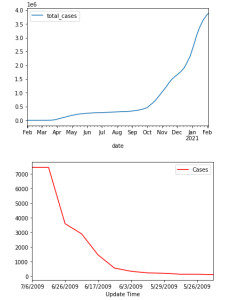 1e6
4.0
total_cases
3.5
3.0
2.5
2.0
1.5
1.0
0.5
0.0
Feb Mar Apr May Jun Jul Aug Sep Oct Nov Dec Jan Feb
2021
date
Cases
7000
6000
5000
4000
3000
2000
1000
0
7/6/2009 6/26/2009 6/17/2009 6/3/2009 5/29/2009 5/26/2009
Update Time